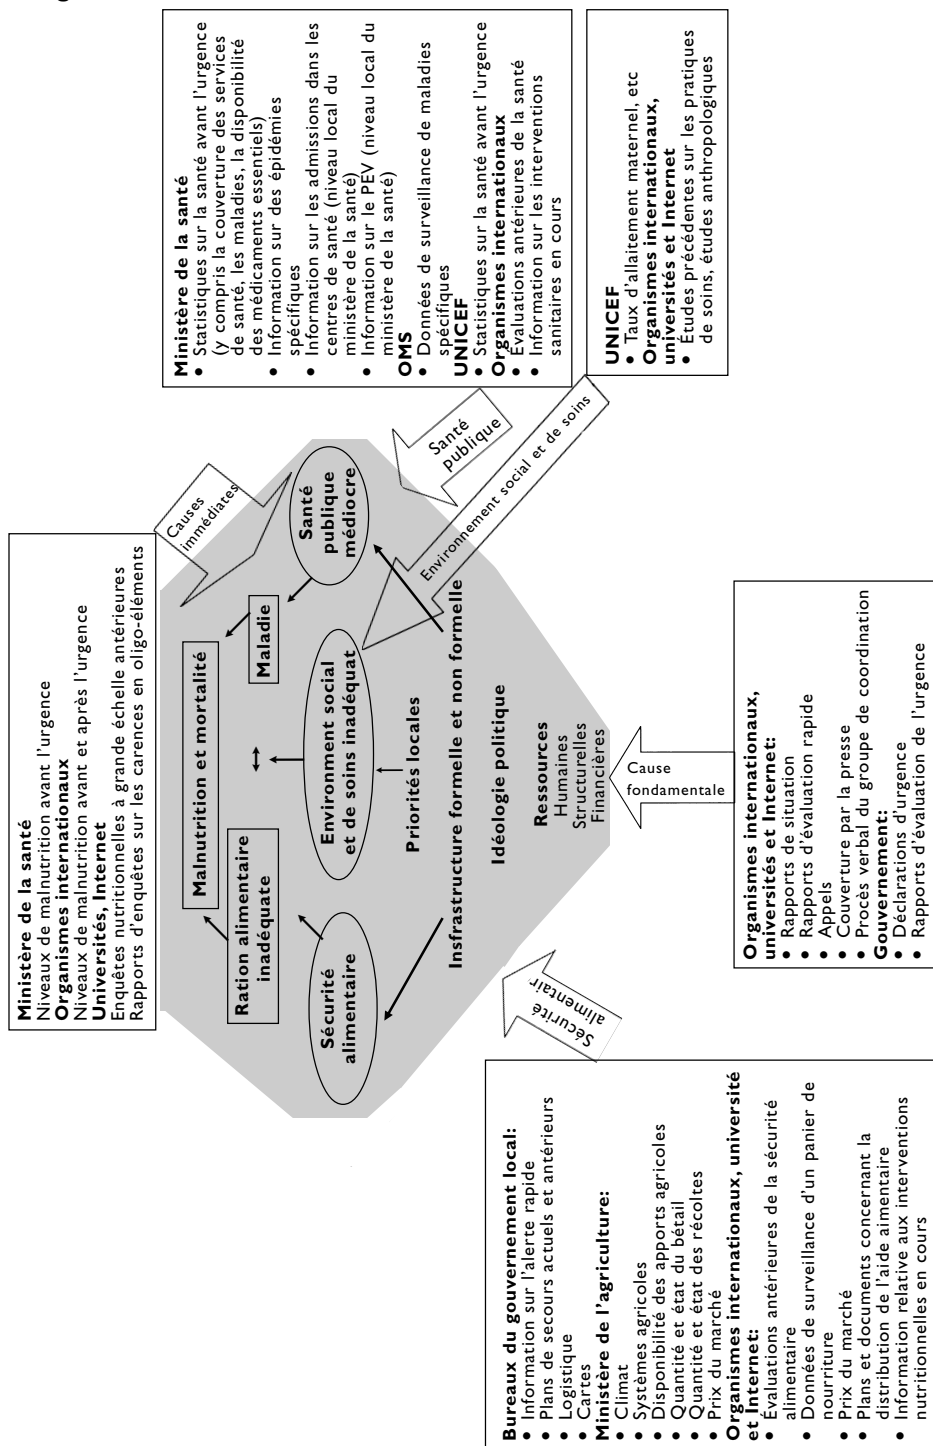 Ministère de la santé
Niveaux de malnutrition avant l'urgence
Organismes internationaux
Niveaux de malnutrition avant et après l'urgence
Universités, Internet
Enquêtes nutritionnelles à grande échelle antérieures
Rapports d'enquêtes sur les carences en oligo-éléments
Causes
immédiates
Ministère de la santé
• Statistiques sur la santé avant l'urgence
(y compris la couverture des services
de santé, les maladies, la disponibilité
des médicaments essentiels)
• Information sur des épidémies
spécifiques
• Information sur les admissions dans les
centres de santé (niveau local du
ministère de la santé)
• Information sur le PEV (niveau local du
ministère de la santé)
OMS
• Données de surveillance de maladies
spécifiques
UNICEF
• Statistiques sur la santé avant l'urgence
Organismes internationaux
• Évaluations antérieures de la santé
• Information sur les interventions
sanitaires en cours
Santé
publique
UNICEF
• Taux d'allaitement maternel, etc
Organismes internationaux,
universités et Internet
• Études précédentes sur les pratiques
de soins, études anthropologiques
Environnement social et de soins
Malnutrition et mortalité
Ration alimentaire
inadéquate
Maladie
Sécurité
alimentaire
Environment social
et de soins inadéquat
Santé
publique
médiocre
Priorités locales
Insfrastructure formelle et non formelle
Idéologie politique
Ressources
Humaines
Structurelles
Financières
Sécurité
alimentair
Cause
fondamentale
Bureaux du gouvernement local:
• Information sur l'alerte rapide
• Plans de secours actuels et antérieurs
• Logistique
• Cartes
Ministère de l'agriculture:
• Climat
• Systèmes agricoles
• Disponibilité des apports agricoles
• Quantité et état du bétail
• Quantité et état des récoltes
• Prix du marché
Organismes internationaux, université
et Internet:
• Évaluations antérieures de la sécurité
alimentaire
• Données de surveillance d'un panier de
nourriture
• Prix du marché
• Plans et documents concernant la
distribution de l'aide aimentaire
• Information relative aux interventions
nutritionnelles en cours
Organismes internationaux,
universités et Internet:
• Rapports de situation
• Rapports d'évaluation rapide
• Appels
• Couverture par la presse
• Procès verbal du groupe de coordination
Gouvernement:
• Déclarations d'urgence
• Rapports d'évaluation de l'urgence